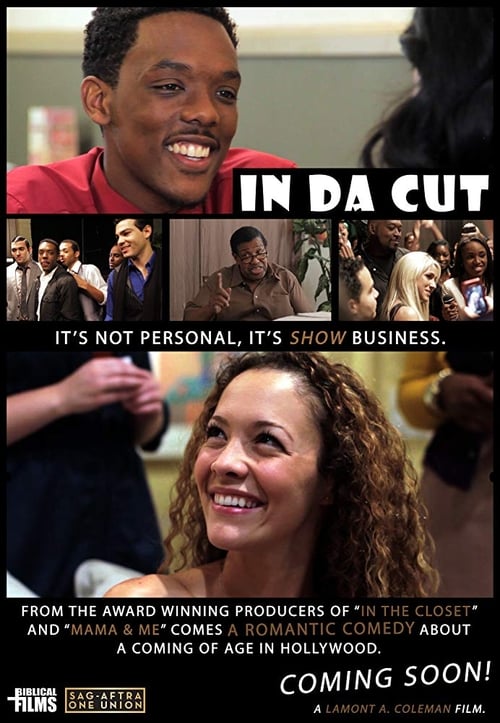 IN DA CUT
IT'S NOT PERSONAL, IT'S SHOW BUSINESS.
FROM THE AWARD WINNING PRODUCERS OF "IN THE CLOSET"
AND "MAMA & ME" COMES A ROMANTIC COMEDY ABOUT
A COMING OF AGE IN HOLLYWOOD.
COMING SOON!
BIBLICAL
FILMS
SAG-AFTRA
ONE UNION
A LAMONT A. COLEMAN FILM.